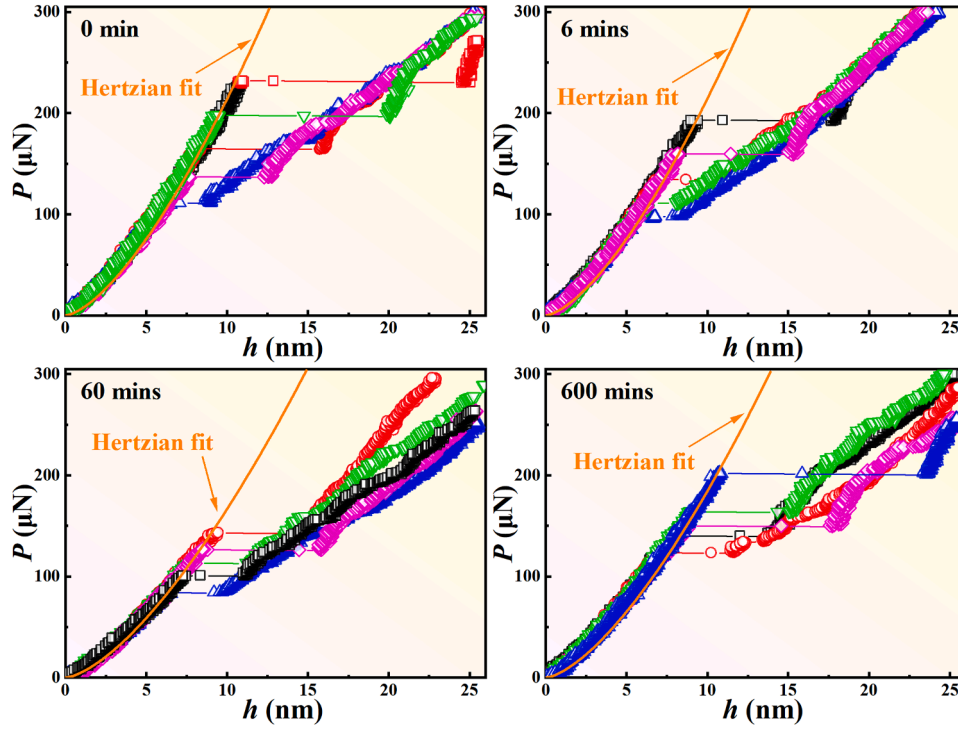 300
200
100
0
P (μN)
0 min
Hertzian fit
0 5 10 15 20 25
h (nm)
300
200
100
0
P (μN)
6 mins
Hertzian fit
0 5 10 15 20 25
h (nm)
300
200
100
0
P (μN)
60 mins
Hertzian fit
0 5 10 15 20 25
h (nm)
300
200
100
0
P (μN)
600 mins
Hertzian fit
0 5 10 15 20 25
h (nm)